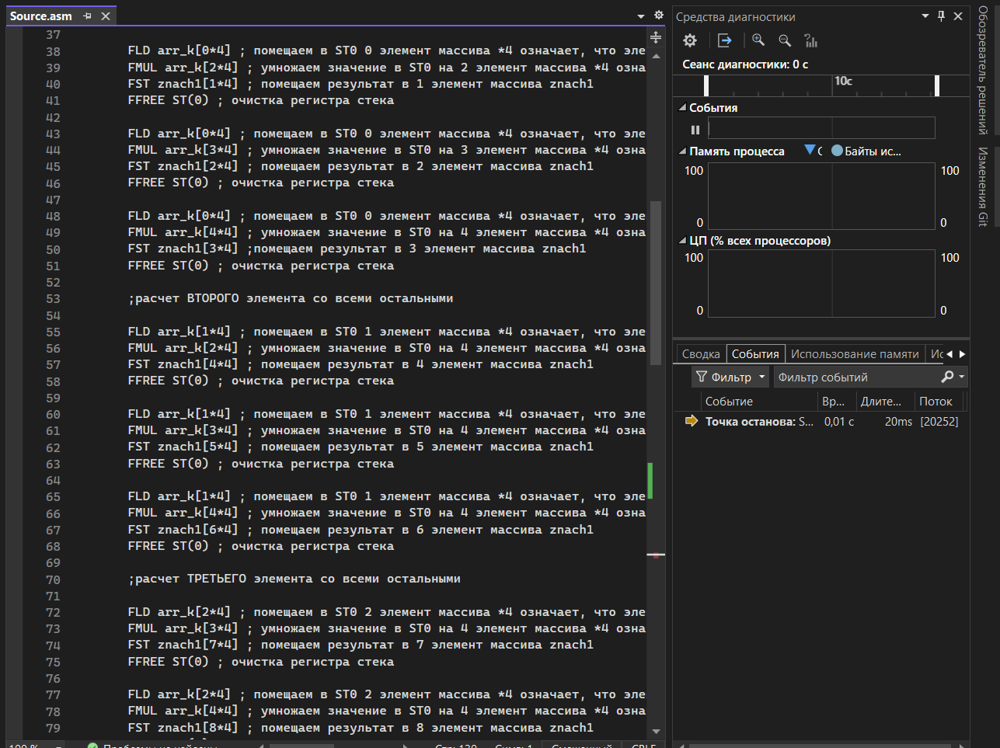 Source.asm
37
38 FLD arr_k[0*4] ; помещаем в ST0 0 элемент массива *4 означает, что эле
39 FMUL arr_k[2*4] ; умножаем значение в ST0 на 2 элемент массива *4 озна
40 FST znach1[1*4] ; помещаем результат в 1 элемент массива znach1
41 FFREE ST(0) ; очистка регистра стека
42
43 FLD arr_k[0*4] ; помещаем в ST0 0 элемент массива *4 означает, что эле
44 FMUL arr_k[3*4] ; умножаем значение в ST0 на 3 элемент массива *4 озна
45 FST znach1[2*4] ; помещаем результат в 2 элемент массива znach1
46 FFREE ST(0) ; очистка регистра стека
47
48 FLD arr_k[0*4] ; помещаем в ST0 0 элемент массива *4 означает, что эле
49 FMUL arr_k[4*4] ; умножаем значение в ST0 на 4 элемент массива *4 озна
50 FST znach1[3*4] ;помещаем результат в 3 элемент массива znach1
51 FFREE ST(0) ; очистка регистра стека
52
53 ;расчет ВТОРОГО элемента со всеми остальными
54
55 FLD arr_k[1*4] ; помещаем в ST0 1 элемент массива *4 означает, что эле
56 FMUL arr_k[2*4] ; умножаем значение в ST0 на 4 элемент массива *4 озна
57 FST znach1[4*4] ; помещаем результат в 4 элемент массива znach1
58 FFREE ST(0) ; очистка регистра стека
59
60 FLD arr_k[1*4] ; помещаем в ST0 1 элемент массива *4 означает, что эле
61 FMUL arr_k[3*4] ; умножаем значение в ST0 на 4 элемент массива *4 озна
62 FST znach1[5*4] ; помещаем результат в 5 элемент массива znach1
63 FFREE ST(0) ; очистка регистра стека
64
65 FLD arr_k[1*4] ; помещаем в ST0 1 элемент массива *4 означает, что эле
66 FMUL arr_k[4*4] ; умножаем значение в ST0 на 4 элемент массива *4 озна
67 FST znach1[6*4] ; помещаем результат в 6 элемент массива znach1
68 FFREE ST(0) ; очистка регистра стека
69
70 ;расчет ТРЕТЬЕГО элемента со всеми остальными
71
72 FLD arr_k[2*4] ; помещаем в ST0 2 элемент массива *4 означает, что эле
73 FMUL arr_k[3*4] ; умножаем значение в ST0 на 4 элемент массива *4 озна
74 FST znach1[7*4] ; помещаем результат в 7 элемент массива znach1
75 FFREE ST(0) ; очистка регистра стека
76
77 FLD arr_k[2*4] ; помещаем в ST0 2 элемент массива *4 означает, что эле
78 FMUL arr_k[4*4] ; умножаем значение в ST0 на 4 элемент массива *4 озна
79 FST znach1[8*4] ; помещаем результат в 8 элемент массива znach1
100 % Проблемы не найдены Стр: 130 Симв: 1 Смешанный CRLF
Средства диагностики
Сеанс диагностики: 0 с
10с
События
Память процесса С Байты ис...
100 100
0 0
ЦП (% всех процессоров)
100 100
0 0
Сводка События Использование памяти Ис
Фильтр Фильтр событий
Событие Вр... Длите... Поток
Точка останова: S... 0,01 с 20ms [20252]
Обозреватель решений
Изменения Git